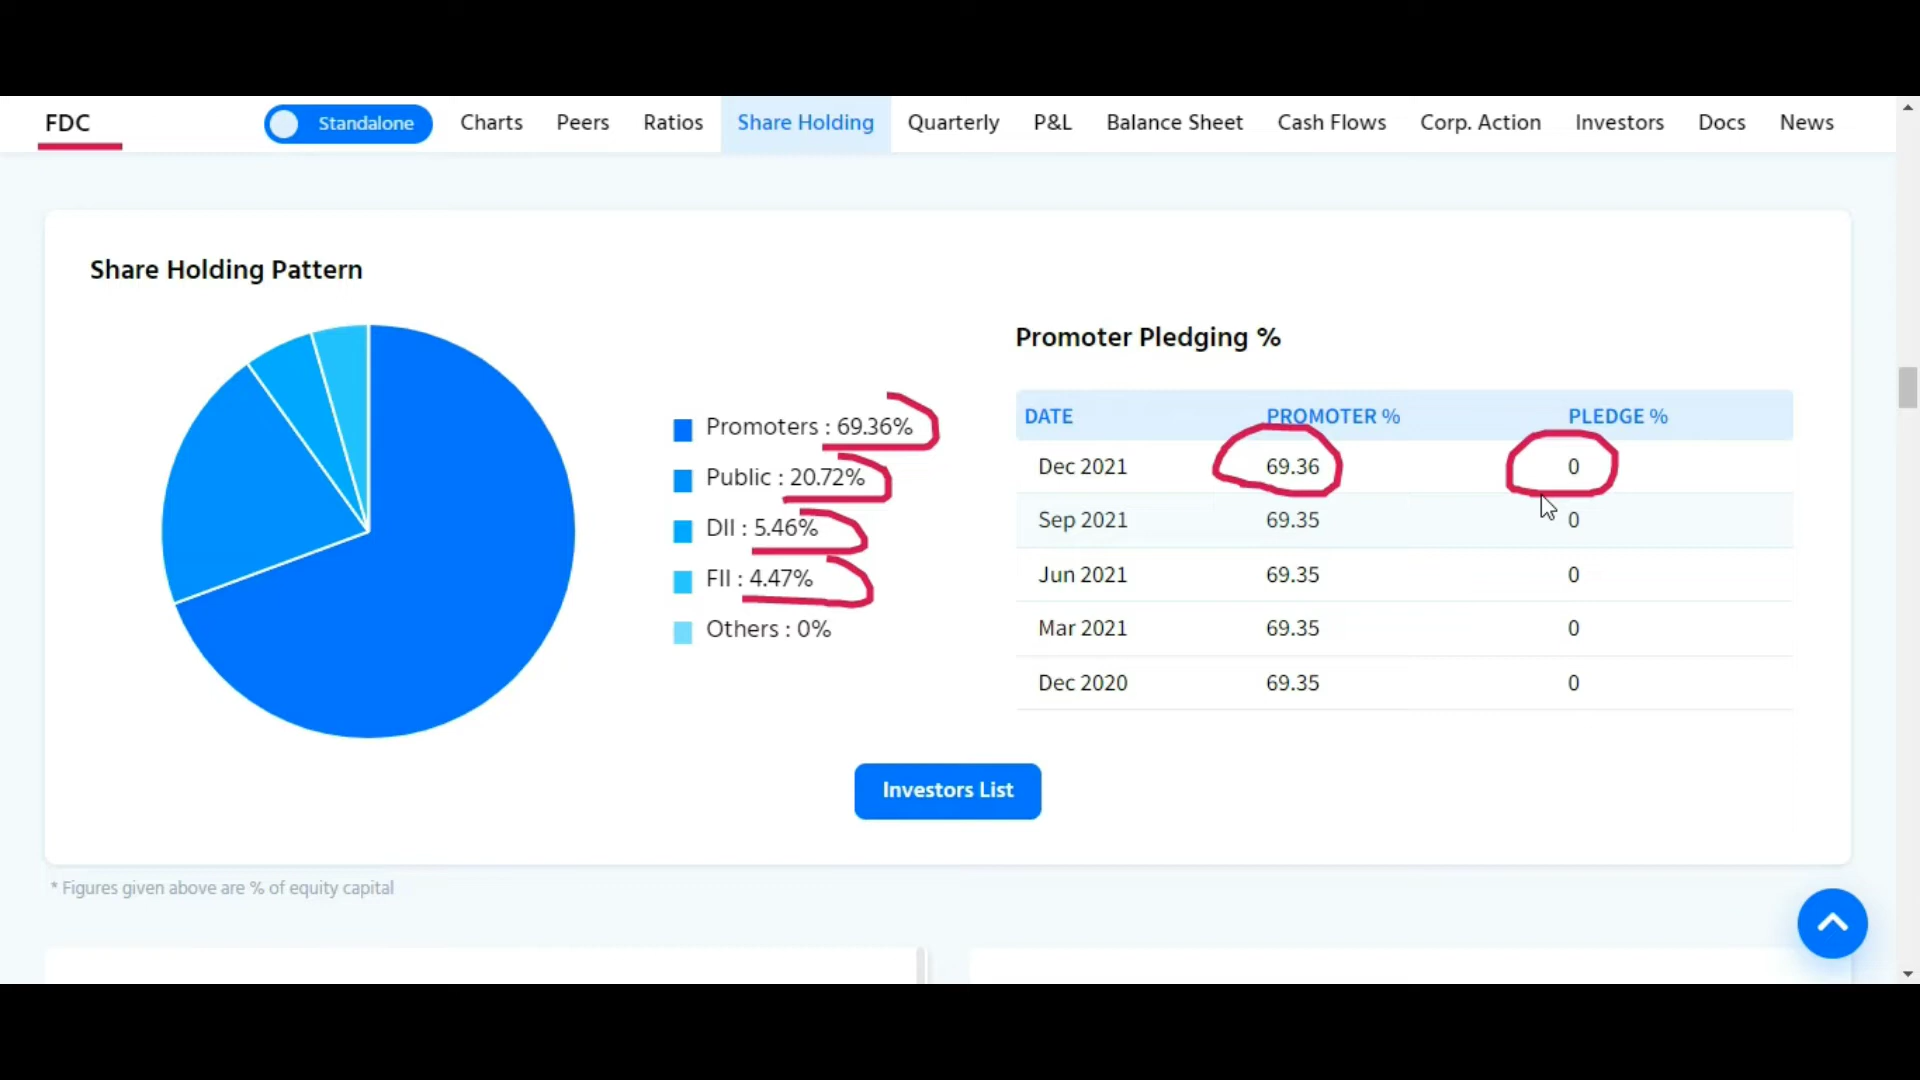 FDC Standalone Charts Peers Ratios Share Holding Quarterly P&L Balance Sheet Cash Flows Corp. Action Investors Docs News
Share Holding Pattern
Promoters : 69.36%
Public : 20.72%
DII : 5.46%
FII : 4.47%
Others : 0%
Promoter Pledging %
DATE PROMOTER % PLEDGE %
Dec 2021 69.36 0
Sep 2021 69.35 0
Jun 2021 69.35 0
Mar 2021 69.35 0
Dec 2020 69.35 0
Investors List
* Figures given above are % of equity capital